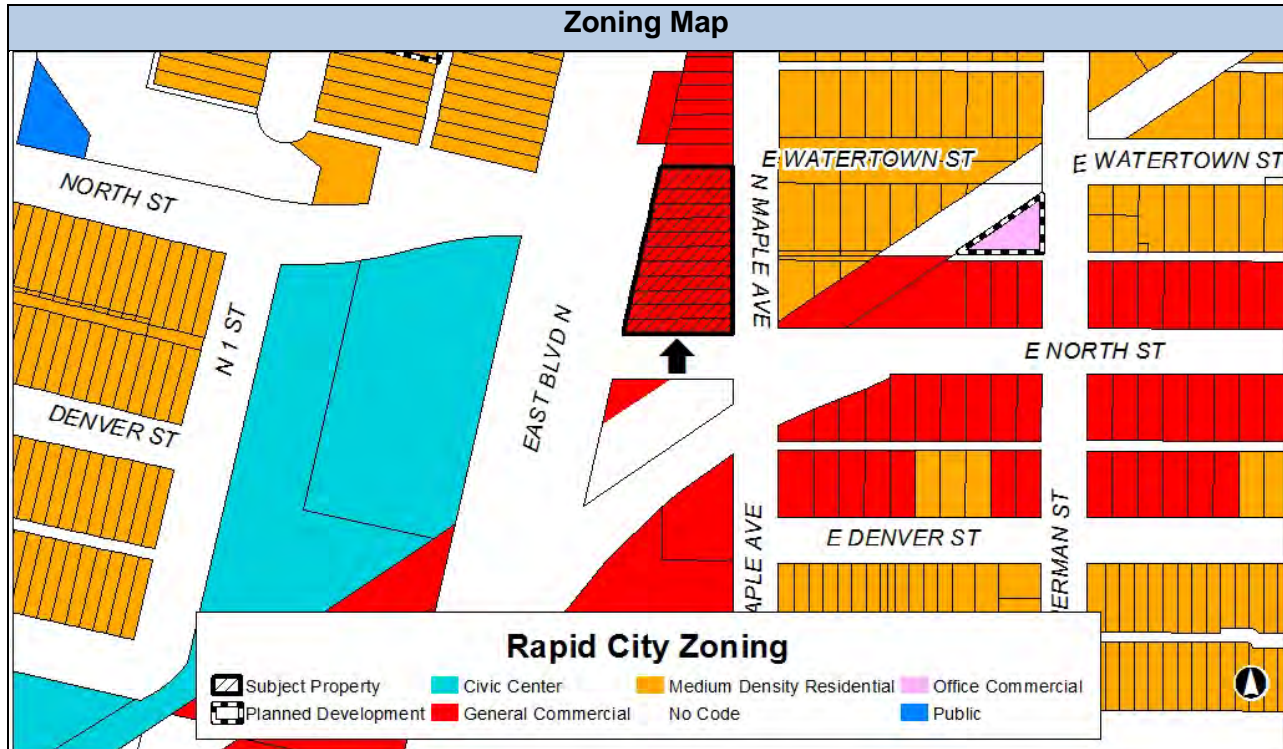 Zoning Map
E WATERTOWN ST
E WATERTOWN ST
NORTH ST
N MAPLE AVE
N 1 ST
EAST BLVD N
E NORTH ST
DENVER ST
APLE AVE
E DENVER ST
ERMAN ST
Rapid City Zoning
Subject Property
Civic Center
Medium Density Residential
Office Commercial
Planned Development
General Commercial
No Code
Public